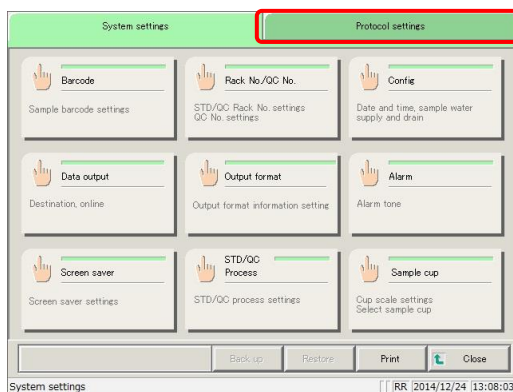 System settings
Protocol settings
Barcode
Sample barcode settings
Rack No./QC No.
STD/QC Rack No. settings
QC No. settings
Config
Date and time, sample water
supply and drain
Data output
Destination, online
Output format
Output format information setting
Alarm
Alarm tone
Screen saver
Screen saver settings
STD/QC
Process
STD/QC process settings
Sample cup
Cup scale settings
Select sample cup
Back up
Restore
Print
Close
System settings
RR 2014/12/24 13:08:03